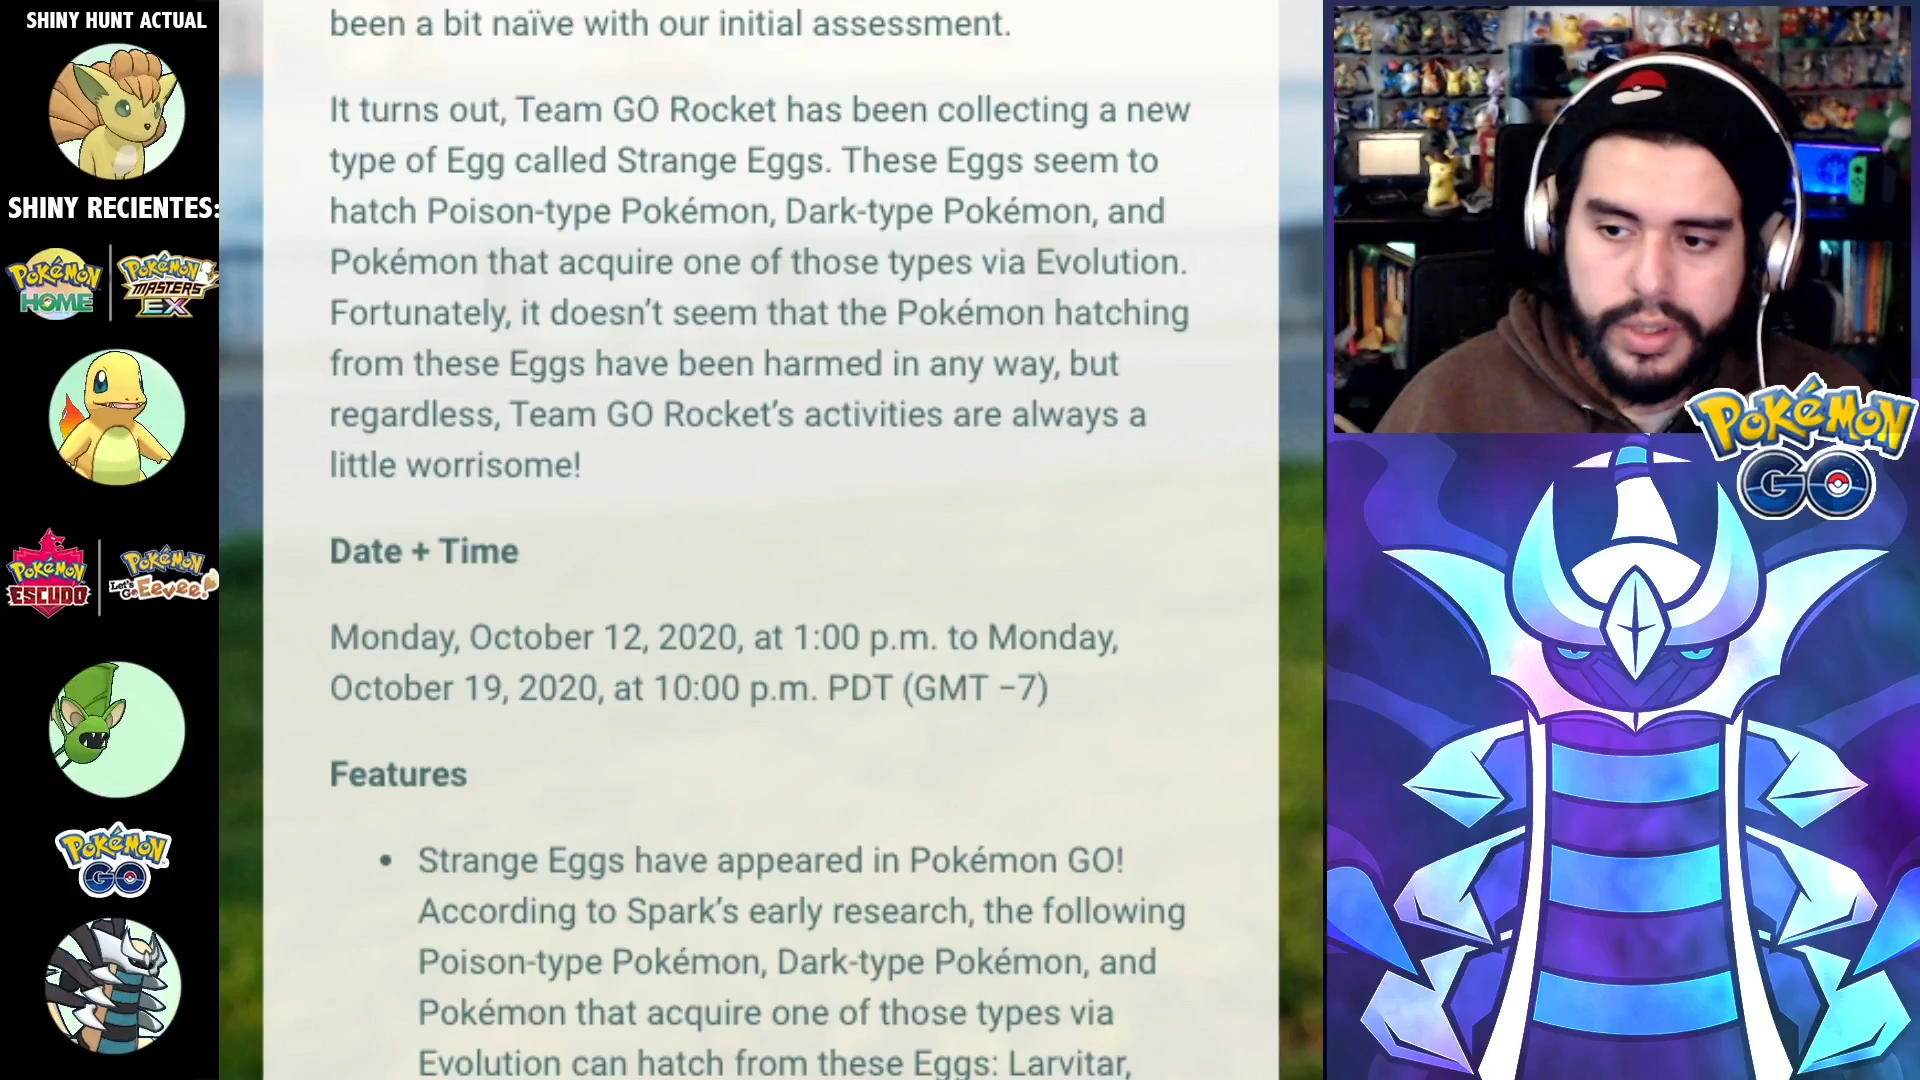 SHINY HUNT ACTUAL
SHINY RECIENTES:
POKéMON
HOME
POKéMON
MASTERS
EX
POKéMON
ESCUDO
POKéMON
Let's Go
Eevee!
POKéMON
GO
been a bit naïve with our initial assessment.
It turns out, Team GO Rocket has been collecting a new
type of Egg called Strange Eggs. These Eggs seem to
hatch Poison-type Pokémon, Dark-type Pokémon, and
Pokémon that acquire one of those types via Evolution.
Fortunately, it doesn’t seem that the Pokémon hatching
from these Eggs have been harmed in any way, but
regardless, Team GO Rocket’s activities are always a
little worrisome!
Date + Time
Monday, October 12, 2020, at 1:00 p.m. to Monday,
October 19, 2020, at 10:00 p.m. PDT (GMT −7)
Features
• Strange Eggs have appeared in Pokémon GO!
According to Spark’s early research, the following
Poison-type Pokémon, Dark-type Pokémon, and
Pokémon that acquire one of those types via
Evolution can hatch from these Eggs: Larvitar,
POKéMON
GO